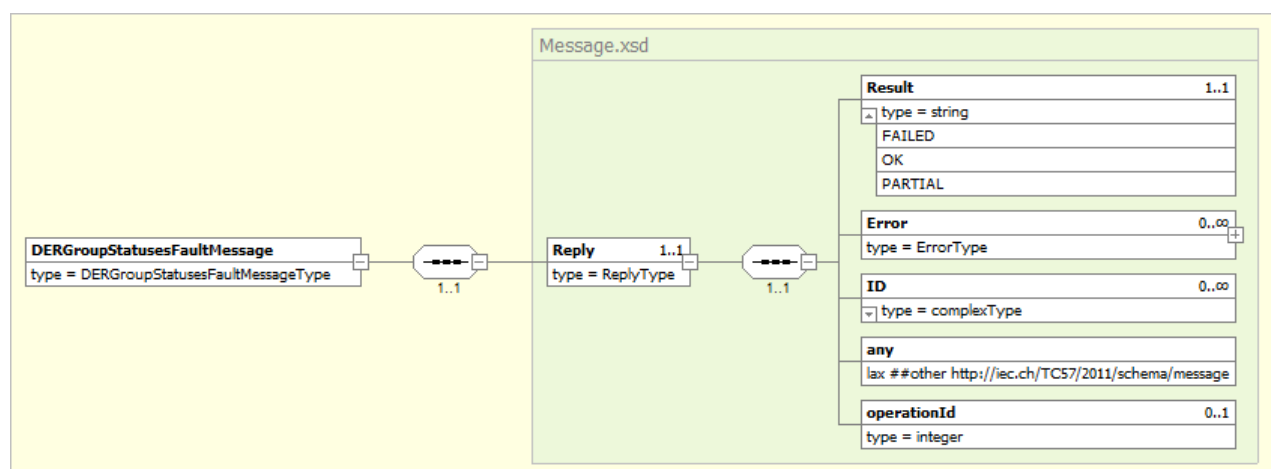 Message.xsd
Result 1..1
type = string
FAILED
OK
PARTIAL
Error 0..∞
type = ErrorType
DERGroupStatusesFaultMessage
type = DERGroupStatusesFaultMessageType
1..1
Reply 1..1
type = ReplyType
1..1
ID 0..∞
type = complexType
any
lax ##other http://iec.ch/TC57/2011/schema/message
operationId 0..1
type = integer